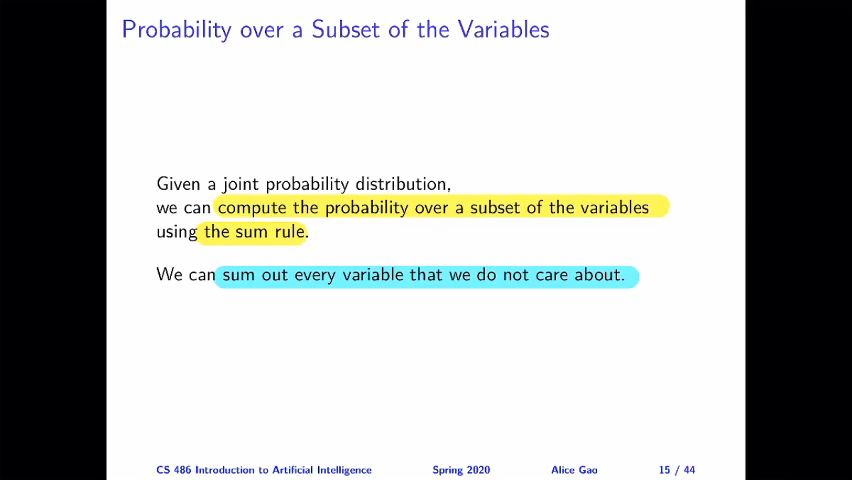 Probability over a Subset of the Variables
Given a joint probability distribution,
we can compute the probability over a subset of the variables
using the sum rule.
We can sum out every variable that we do not care about.
CS 486 Introduction to Artificial Intelligence Spring 2020 Alice Gao 15 / 44